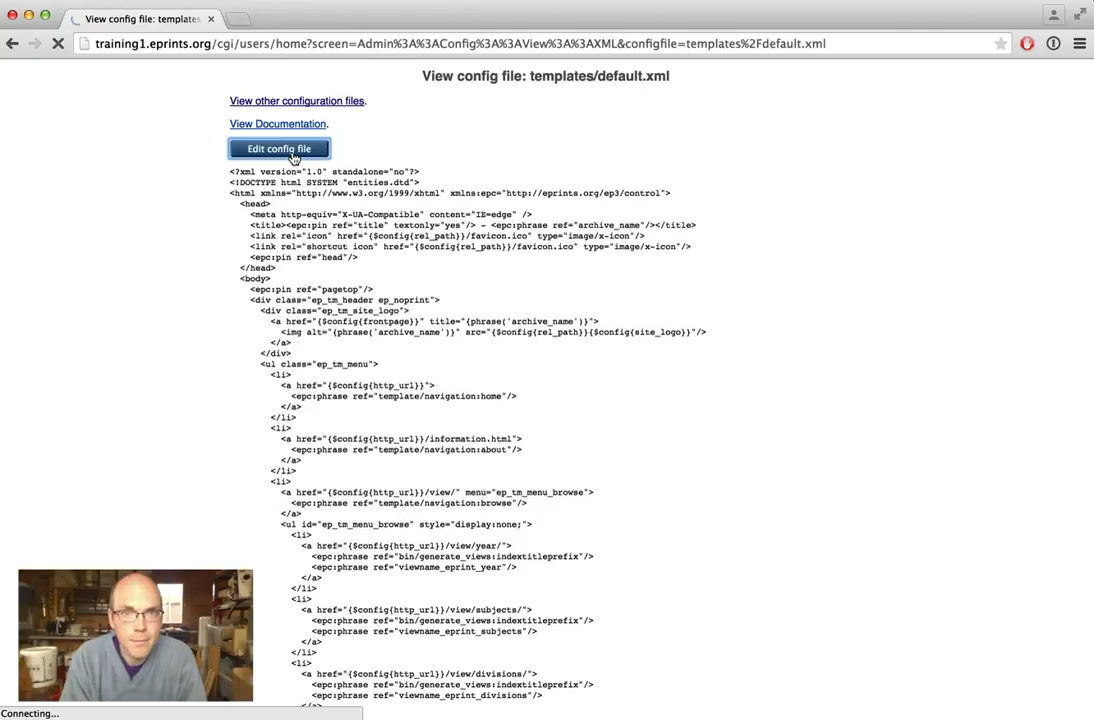 View config file: templates
training1.eprints.org/cgi/users/home?screen=Admin%3A%3AConfig%3A%3AView%3A%3AXML&configfile=templates%2Fdefault.xml
View config file: templates/default.xml
View other configuration files.
View Documentation.
Edit config file
<?xml version="1.0" standalone="no"?>
<!DOCTYPE html SYSTEM "entities.dtd">
<html xmlns="http://www.w3.org/1999/xhtml" xmlns:epc="http://eprints.org/ep3/control">
<head>
<meta http-equiv="X-UA-Compatible" content="IE=edge" />
<title><epc:pin ref="title" textonly="yes"/> - <epc:phrase ref="archive_name"/></title>
<link rel="icon" href="{$config{rel_path}}/favicon.ico" type="image/x-icon"/>
<link rel="shortcut icon" href="{$config{rel_path}}/favicon.ico" type="image/x-icon"/>
<epc:pin ref="head"/>
</head>
<body>
<epc:pin ref="pagetop"/>
<div class="ep_tm_header ep_noprint">
<div class="ep_tm_site_logo">
<a href="{$config{frontpage}}" title="{phrase('archive_name')}">
<img alt="{phrase('archive_name')}" src="{$config{rel_path}}{$config{site_logo}}"/>
</a>
</div>
<ul class="ep_tm_menu">
<li>
<a href="{$config{http_url}}">
<epc:phrase ref="template/navigation:home"/>
</a>
</li>
<li>
<a href="{$config{http_url}}/information.html">
<epc:phrase ref="template/navigation:about"/>
</a>
</li>
<li>
<a href="{$config{http_url}}/view/" menu="ep_tm_menu_browse">
<epc:phrase ref="template/navigation:browse"/>
</a>
<ul id="ep_tm_menu_browse" style="display:none;">
<li>
<a href="{$config{http_url}}/view/year/">
<epc:phrase ref="bin/generate_views:indextitleprefix"/>
<epc:phrase ref="viewname_eprint_year"/>
</a>
</li>
<li>
<a href="{$config{http_url}}/view/subjects/">
<epc:phrase ref="bin/generate_views:indextitleprefix"/>
<epc:phrase ref="viewname_eprint_subjects"/>
</a>
</li>
<li>
<a href="{$config{http_url}}/view/divisions/">
<epc:phrase ref="bin/generate_views:indextitleprefix"/>
<epc:phrase ref="viewname_eprint_divisions"/>
Connecting...